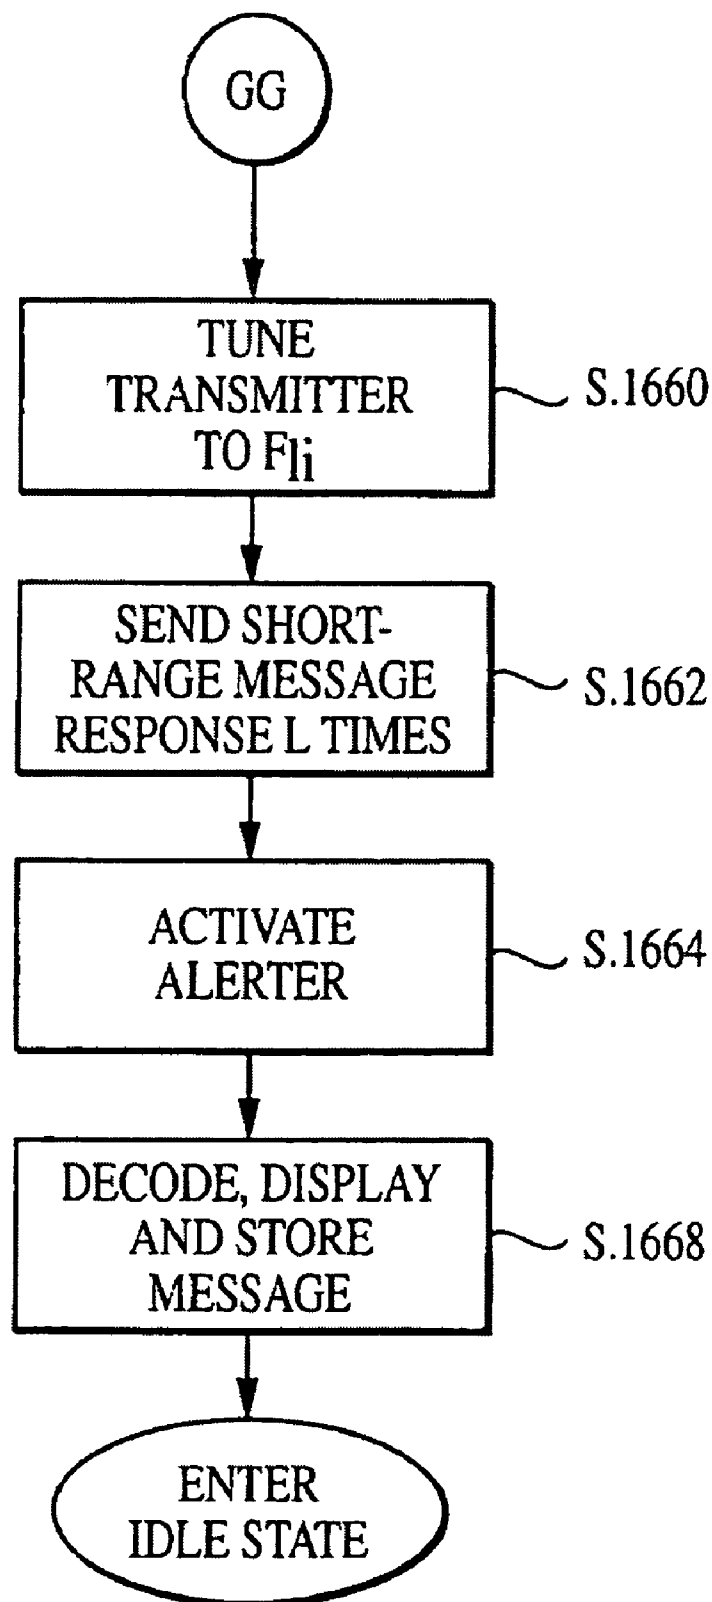 GG
TUNE
TRANSMITTER
TO Fli
S.1660
SEND SHORT-
RANGE MESSAGE
RESPONSE L TIMES
S.1662
ACTIVATE
ALERTER
S.1664
DECODE, DISPLAY
AND STORE
MESSAGE
S.1668
ENTER
IDLE STATE